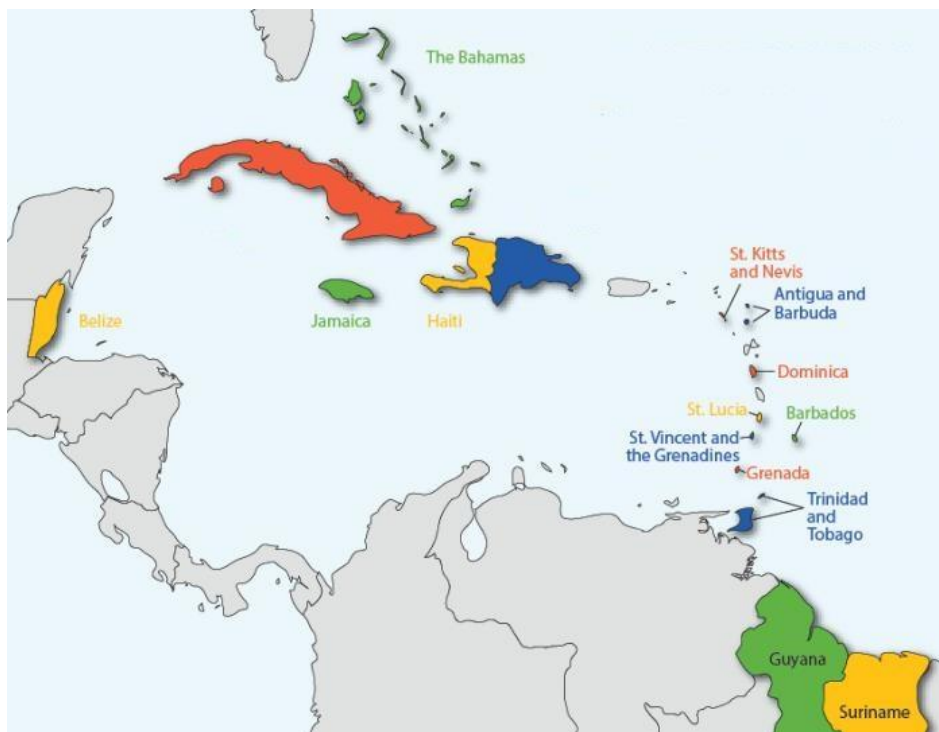 The Bahamas
St. Kitts
and Nevis
Antigua and
Barbuda
Belize
Jamaica
Haiti
Dominica
St. Lucia
Barbados
St. Vincent and
the Grenadines
Grenada
Trinidad
and
Tobago
Guyana
Suriname